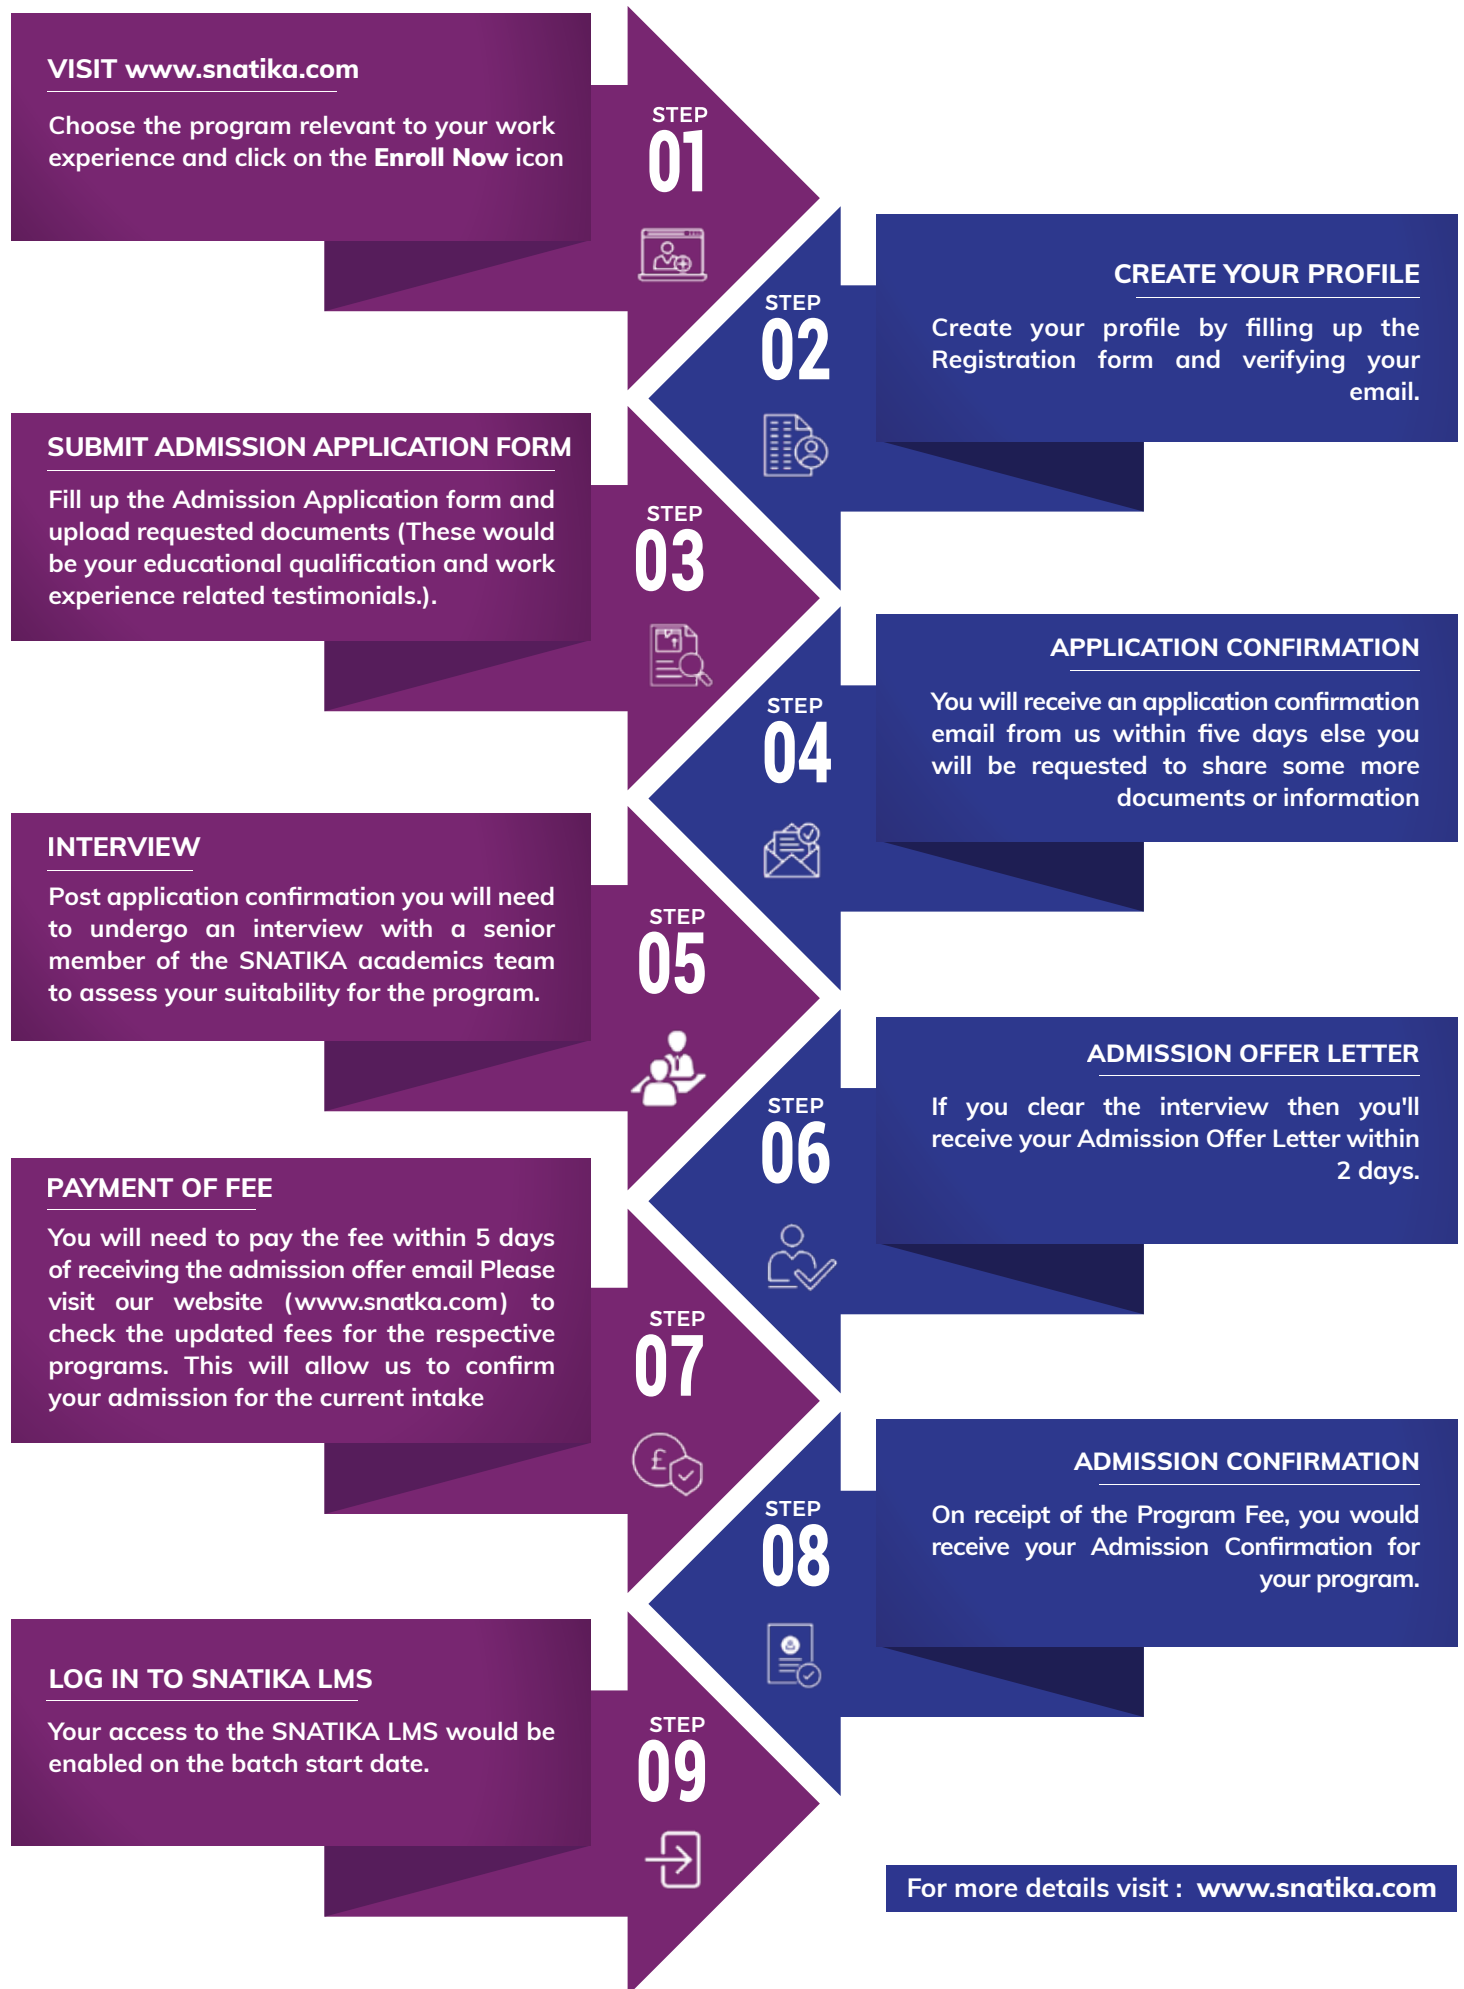 VISIT www.snatika.com
Choose the program relevant to your work
experience and click on the Enroll Now icon
STEP
01
CREATE YOUR PROFILE
Create your profile by filling up the
Registration form and verifying your
email.
STEP
02
SUBMIT ADMISSION APPLICATION FORM
Fill up the Admission Application form and
upload requested documents (These would
be your educational qualification and work
experience related testimonials.).
STEP
03
APPLICATION CONFIRMATION
You will receive an application confirmation
email from us within five days else you
will be requested to share some more
documents or information
STEP
04
INTERVIEW
Post application confirmation you will need
to undergo an interview with a senior
member of the SNATIKA academics team
to assess your suitability for the program.
STEP
05
ADMISSION OFFER LETTER
If you clear the interview then you'll
receive your Admission Offer Letter within
2 days.
STEP
06
PAYMENT OF FEE
You will need to pay the fee within 5 days
of receiving the admission offer email Please
visit our website (www.snatka.com) to
check the updated fees for the respective
programs. This will allow us to confirm
your admission for the current intake
STEP
07
£
ADMISSION CONFIRMATION
On receipt of the Program Fee, you would
receive your Admission Confirmation for
your program.
STEP
08
LOG IN TO SNATIKA LMS
Your access to the SNATIKA LMS would be
enabled on the batch start date.
STEP
09
For more details visit : www.snatika.com